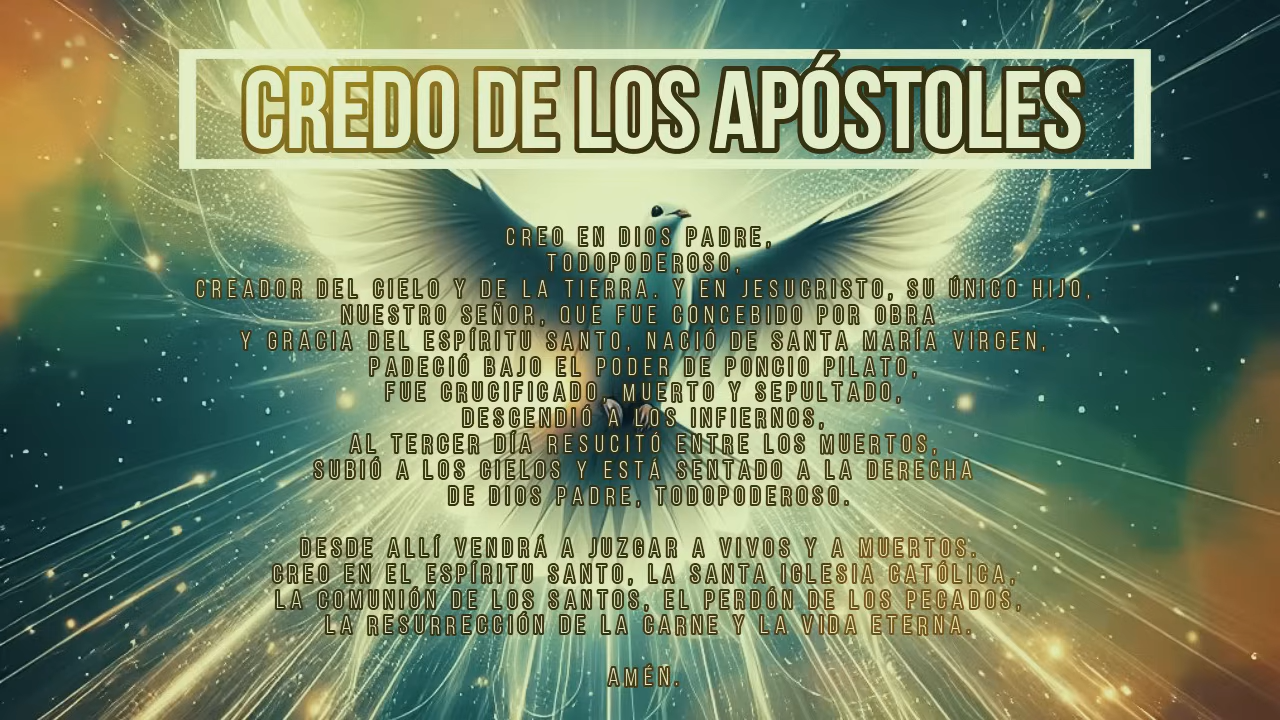 CREDO DE LOS APÓSTOLES
CREO EN DIOS PADRE,
TODOPODEROSO,
CREADOR DEL CIELO Y DE LA TIERRA. Y EN JESUCRISTO, SU ÚNICO HIJO,
NUESTRO SEÑOR, QUE FUE CONCEBIDO POR OBRA
Y GRACIA DEL ESPÍRITU SANTO, NACIÓ DE SANTA MARÍA VIRGEN,
PADECIÓ BAJO EL PODER DE PONCIO PILATO,
FUE CRUCIFICADO, MUERTO Y SEPULTADO,
DESCENDIÓ A LOS INFIERNOS,
AL TERCER DÍA RESUCITÓ ENTRE LOS MUERTOS,
SUBIÓ A LOS CIELOS Y ESTÁ SENTADO A LA DERECHA
DE DIOS PADRE, TODOPODEROSO.
DESDE ALLÍ VENDRÁ A JUZGAR A VIVOS Y A MUERTOS.
CREO EN EL ESPÍRITU SANTO, LA SANTA IGLESIA CATÓLICA,
LA COMUNIÓN DE LOS SANTOS, EL PERDÓN DE LOS PECADOS,
LA RESURRECCIÓN DE LA CARNE Y LA VIDA ETERNA.
AMÉN.